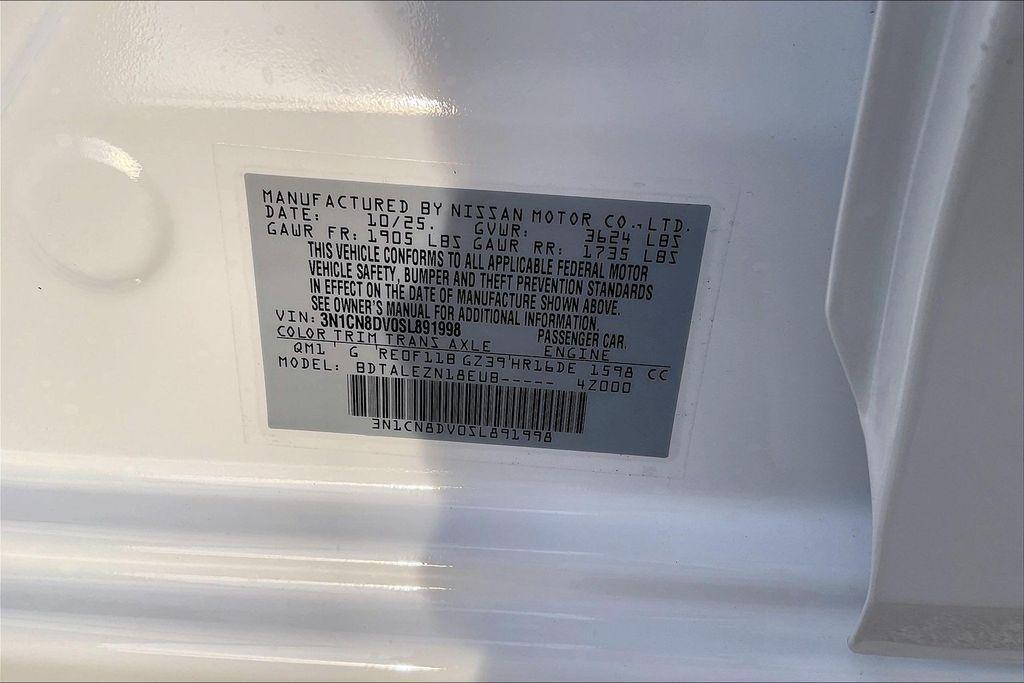 MANUFACTURED BY NISSAN MOTOR CO.,LTD.
DATE: 10/25. GVWR: 3624 LBS
GAWR FR: 1905 LBS GAWR RR: 1735 LBS
THIS VEHICLE CONFORMS TO ALL APPLICABLE FEDERAL MOTOR
VEHICLE SAFETY, BUMPER AND THEFT PREVENTION STANDARDS
IN EFFECT ON THE DATE OF MANUFACTURE SHOWN ABOVE.
SEE OWNER'S MANUAL FOR ADDITIONAL INFORMATION.
VIN: 3N1CN8DV0SL891998 PASSENGER CAR.
COLOR TRIM TRANS AXLE ENGINE
QM1 G RE0F11B GZ39 HR16DE 1598 CC
MODEL: BDTALEZN18EUB----- 4Z000
3N1CN8DV0SL891998